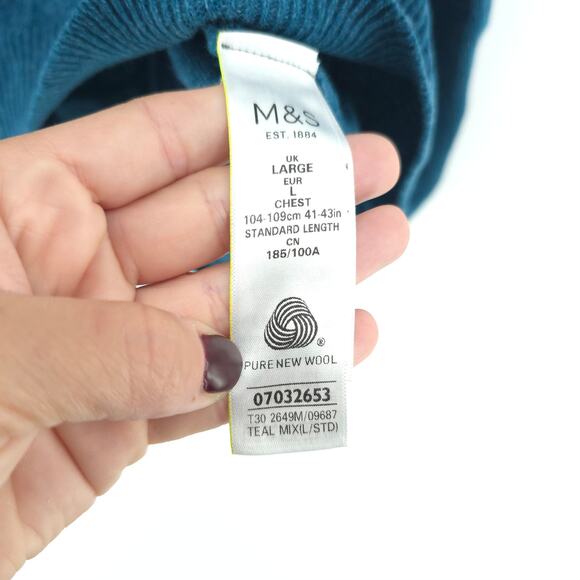 M&S
EST. 1884
UK
LARGE
EUR
L
CHEST
104-109cm 41-43in
STANDARD LENGTH
CN
185/100A
®
PURE NEW WOOL
07032653
T30 2649M/09687
TEAL MIX(L/STD)